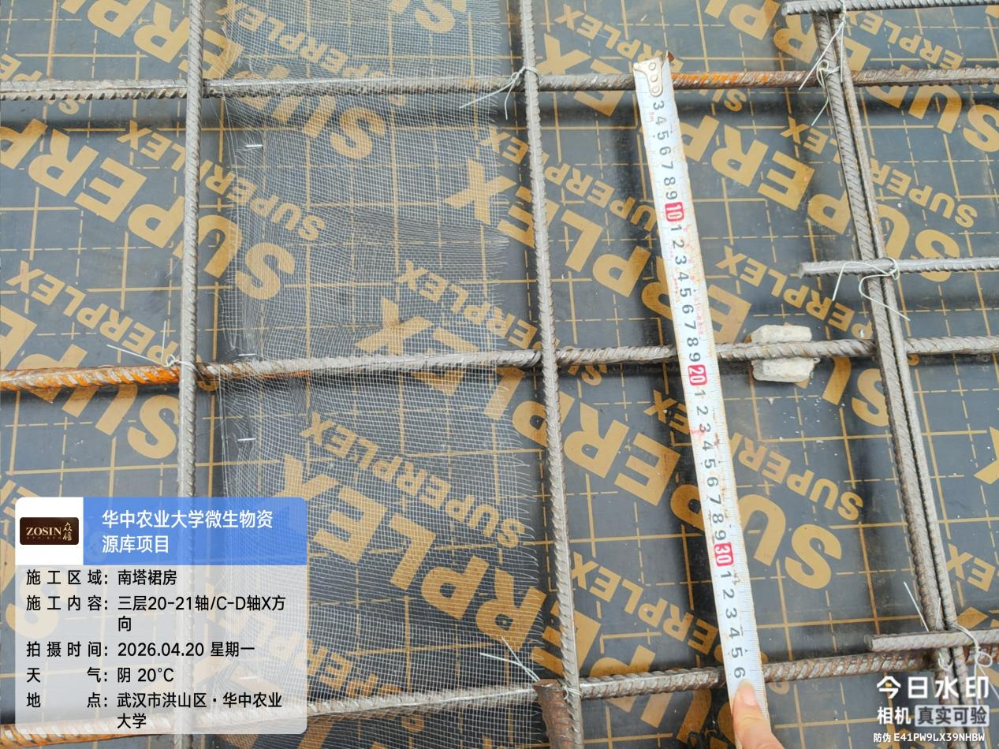 SUPERPLEX
SUPERPLEX
SUPERPLEX
SUPERPLEX
SUPERPLEX
SUPERPLEX
5m
3 4 5 6 7 8 9 10 1 2 3 4 5 6 7 8 9 20 1 2 3 4 5 6 7 8 9 30 1 2 3 4 5 6
ZOSIN 众信
华中农业大学微生物资
源库项目
施工区域：南塔裙房
施工内容：三层20-21轴/C-D轴X方
向
拍摄时间：2026.04.20 星期一
天气：阴 20°C
地点：武汉市洪山区·华中农业
大学
今日水印
相机 真实可验
防伪 E41PW9LX39NHBW